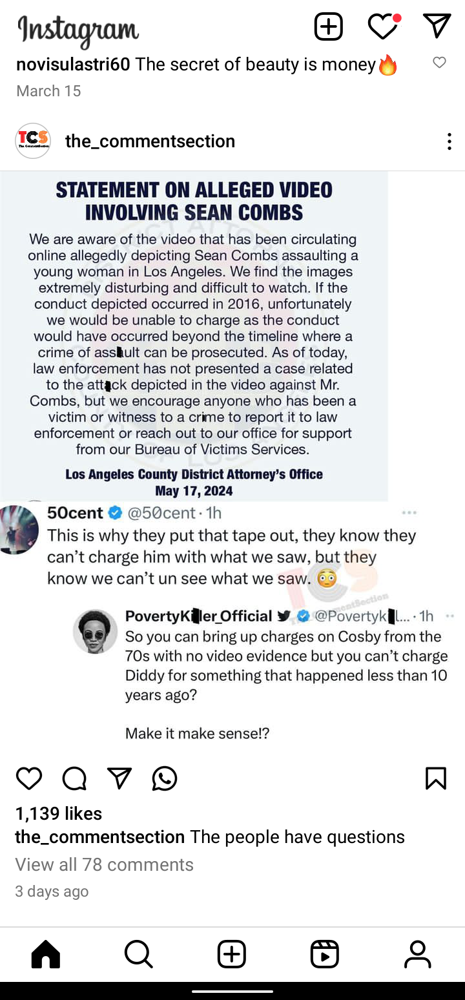 Instagram
novisulastri60 The secret of beauty is money🔥
March 15
TCS
The CommentSection
the_commentsection
STATEMENT ON ALLEGED VIDEO
INVOLVING SEAN COMBS
We are aware of the video that has been circulating
online allegedly depicting Sean Combs assaulting a
young woman in Los Angeles. We find the images
extremely disturbing and difficult to watch. If the
conduct depicted occurred in 2016, unfortunately
we would be unable to charge as the conduct
would have occurred beyond the timeline where a
crime of ass ult can be prosecuted. As of today,
law enforcement has not presented a case related
to the att ck depicted in the video against Mr.
Combs, but we encourage anyone who has been a
victim or witness to a crime to report it to law
enforcement or reach out to our office for support
from our Bureau of Victims Services.
Los Angeles County District Attorney's Office
May 17, 2024
50cent @50cent · 1h
This is why they put that tape out, they know they
can't charge him with what we saw, but they
know we can't un see what we saw. 😳
TCS
PovertyKi ler_Official @Povertyk l... · 1h
So you can bring up charges on Cosby from the
70s with no video evidence but you can't charge
Diddy for something that happened less than 10
years ago?
Make it make sense!?
1,139 likes
the_commentsection The people have questions
View all 78 comments
3 days ago